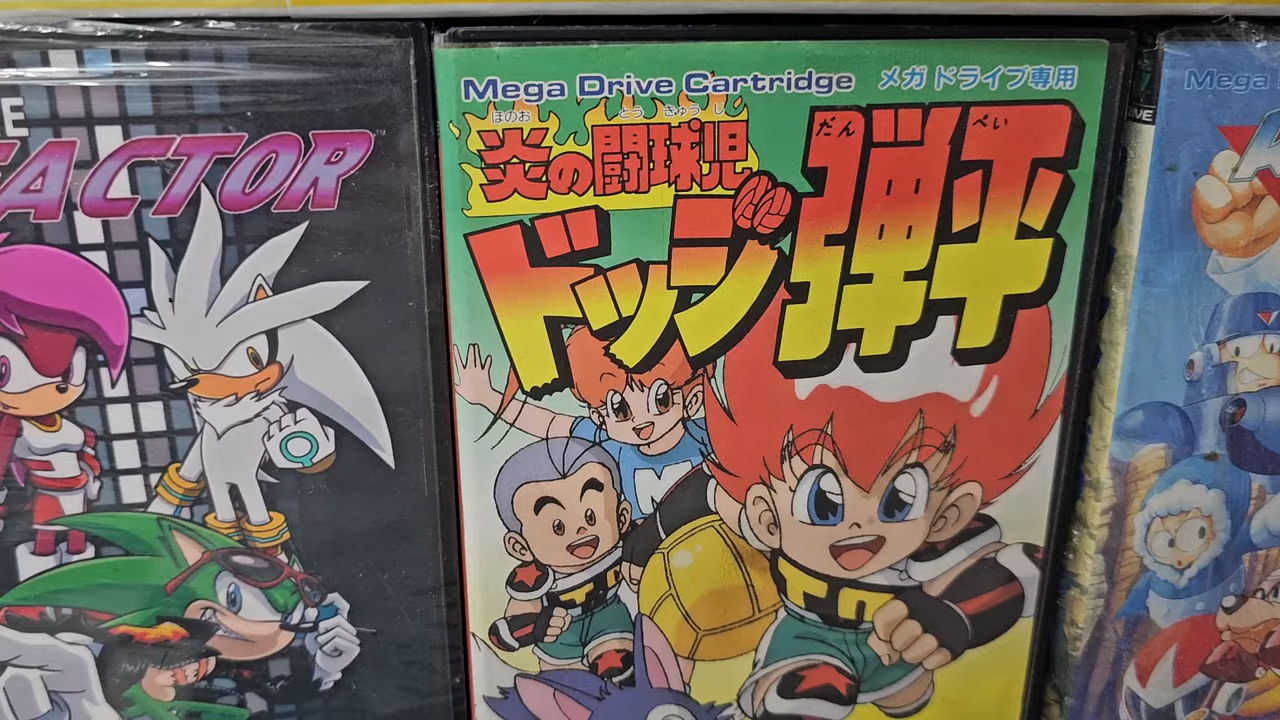 Mega Drive Cartridge メガドライブ専用
ほのお とう きゅう じ
炎の闘球児
だん ぺい
ドッジ弾平
ACTOR™
M
Mega